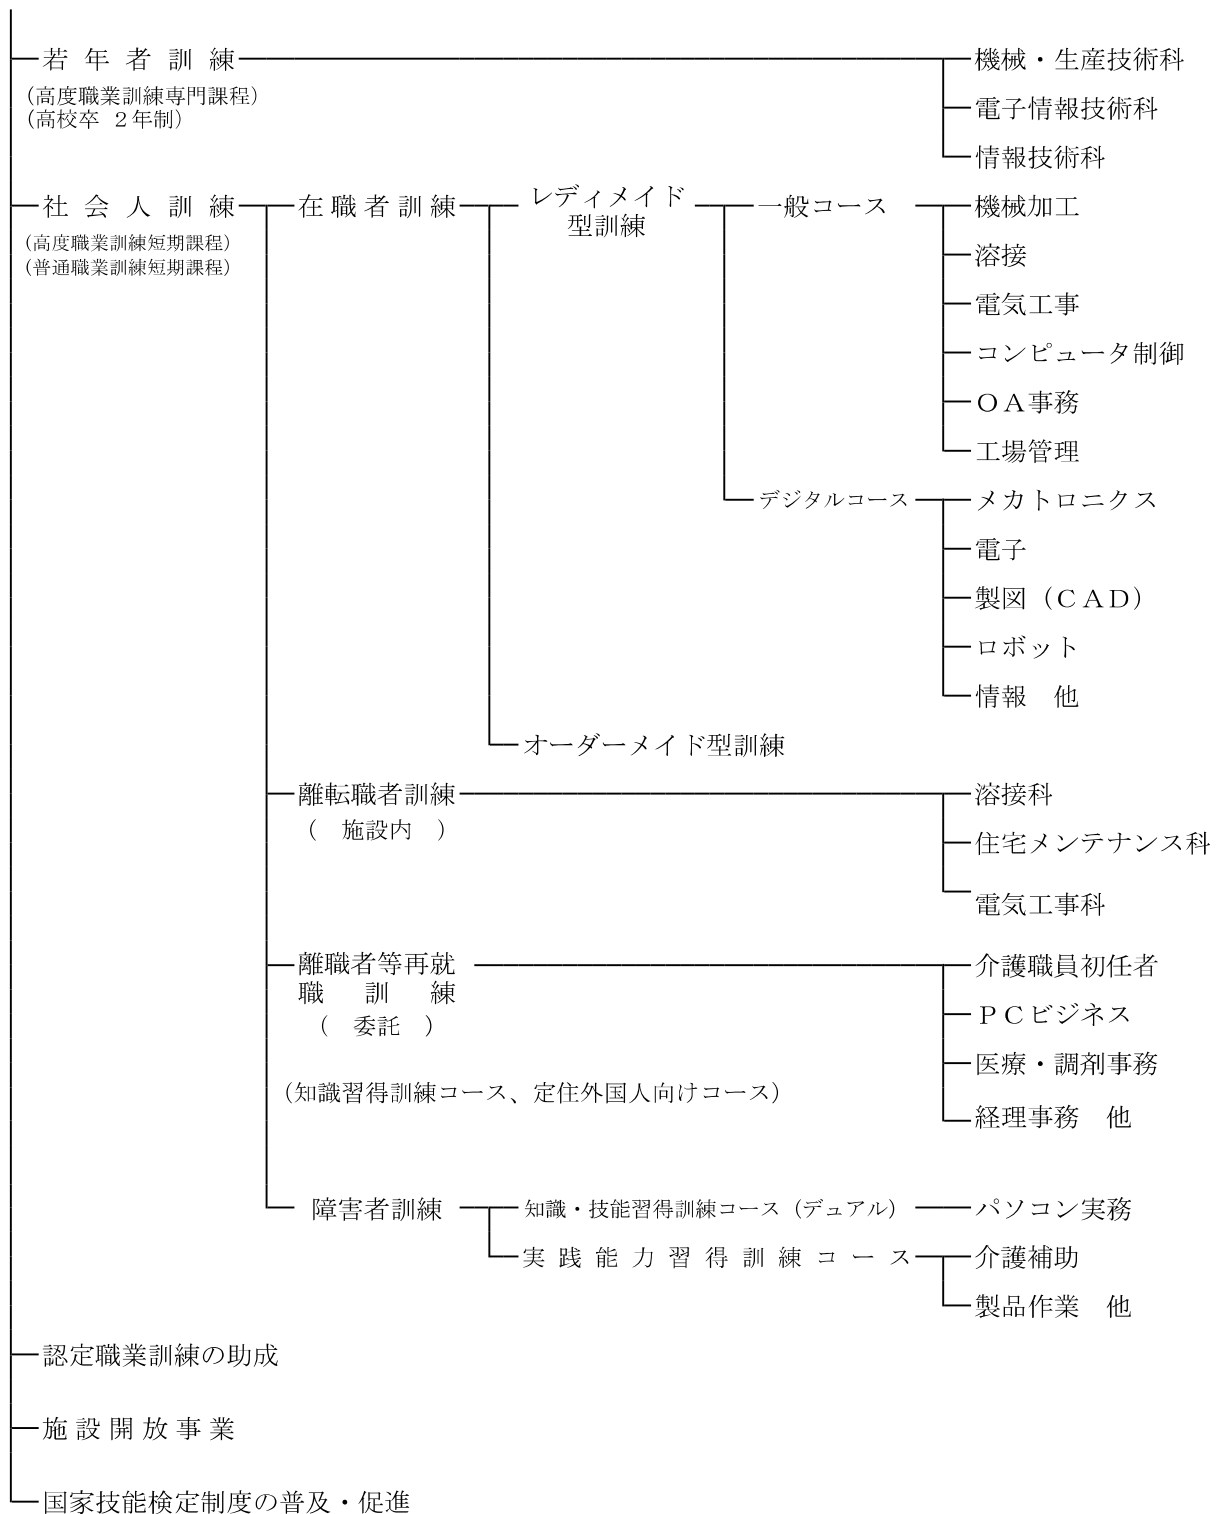 若年者訓練
機械・生産技術科
(高度職業訓練専門課程)
(高校卒 ２年制)
電子情報技術科
情報技術科
社会人訓練
在職者訓練
レディメイド
型訓練
一般コース
機械加工
(高度職業訓練短期課程)
(普通職業訓練短期課程)
溶接
電気工事
コンピュータ制御
ＯＡ事務
工場管理
デジタルコース
メカトロニクス
電子
製図（ＣＡＤ）
ロボット
情報　他
オーダーメイド型訓練
離転職者訓練
（　施設内　）
溶接科
住宅メンテナンス科
電気工事科
離職者等再就
職　訓　練
（　委託　）
介護職員初任者
ＰＣビジネス
医療・調剤事務
(知識習得訓練コース、定住外国人向けコース)
経理事務　他
障害者訓練
知識・技能習得訓練コース（デュアル）
パソコン実務
実践能力習得訓練コース
介護補助
製品作業　他
認定職業訓練の助成
施設開放事業
国家技能検定制度の普及・促進